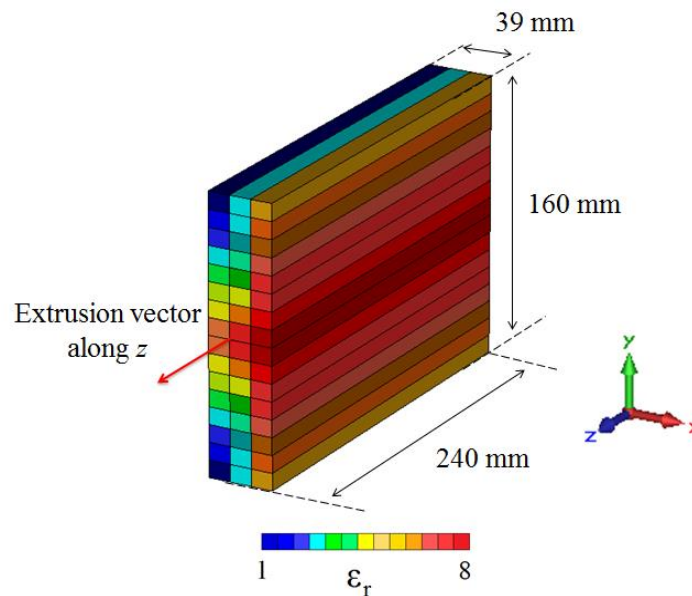 39 mm
160 mm
Extrusion vector
along z
Y
Z
X
240 mm
1
8
εr